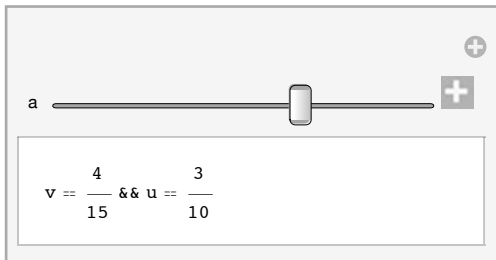 a
v == 4/15 && u == 3/10